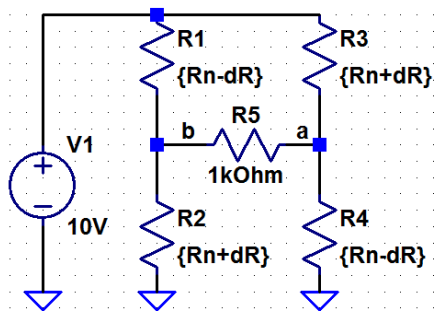 R1
R3
{Rn-dR}
{Rn+dR}
R5
V1
b
a
+
1kOhm
−
R2
R4
10V
{Rn+dR}
{Rn-dR}